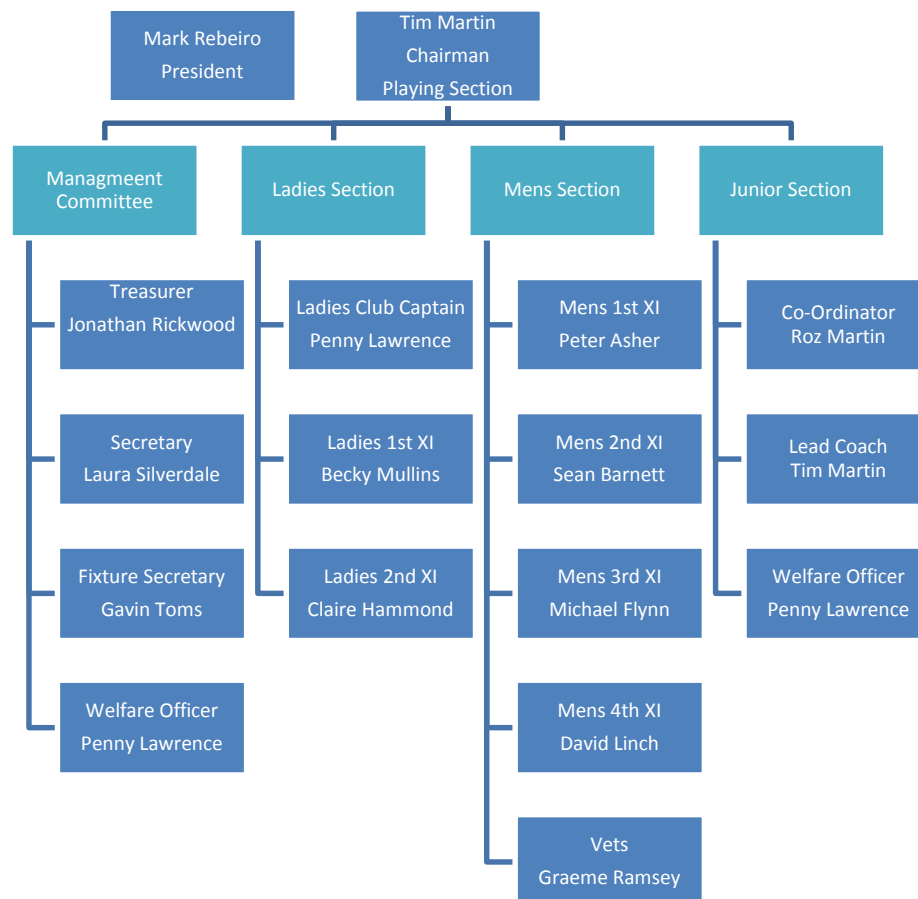 Mark Rebeiro
President
Tim Martin
Chairman
Playing Section
Managmeent
Committee
Ladies Section
Mens Section
Junior Section
Treasurer
Jonathan Rickwood
Secretary
Laura Silverdale
Fixture Secretary
Gavin Toms
Welfare Officer
Penny Lawrence
Ladies Club Captain
Penny Lawrence
Ladies 1st XI
Becky Mullins
Ladies 2nd XI
Claire Hammond
Mens 1st XI
Peter Asher
Mens 2nd XI
Sean Barnett
Mens 3rd XI
Michael Flynn
Mens 4th XI
David Linch
Vets
Graeme Ramsey
Co-Ordinator
Roz Martin
Lead Coach
Tim Martin
Welfare Officer
Penny Lawrence